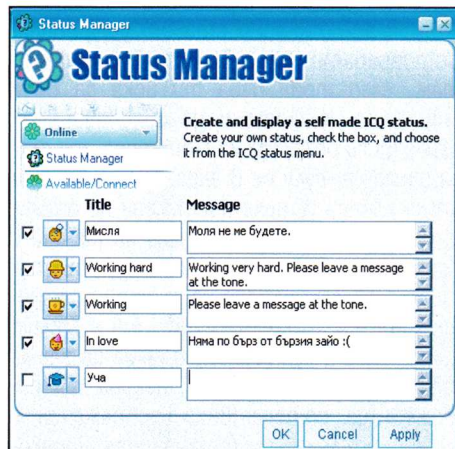 Status Manager
Status Manager
Online
Status Manager
Available/Connect
Create and display a self made ICQ status.
Create your own status, check the box, and choose
it from the ICQ status menu.
Title Message
Мисля Моля не ме будете.
Working hard Working very hard. Please leave a message
at the tone.
Working Please leave a message at the tone.
In love Няма по бърз от бързия зайо :(
Уча
OK Cancel Apply